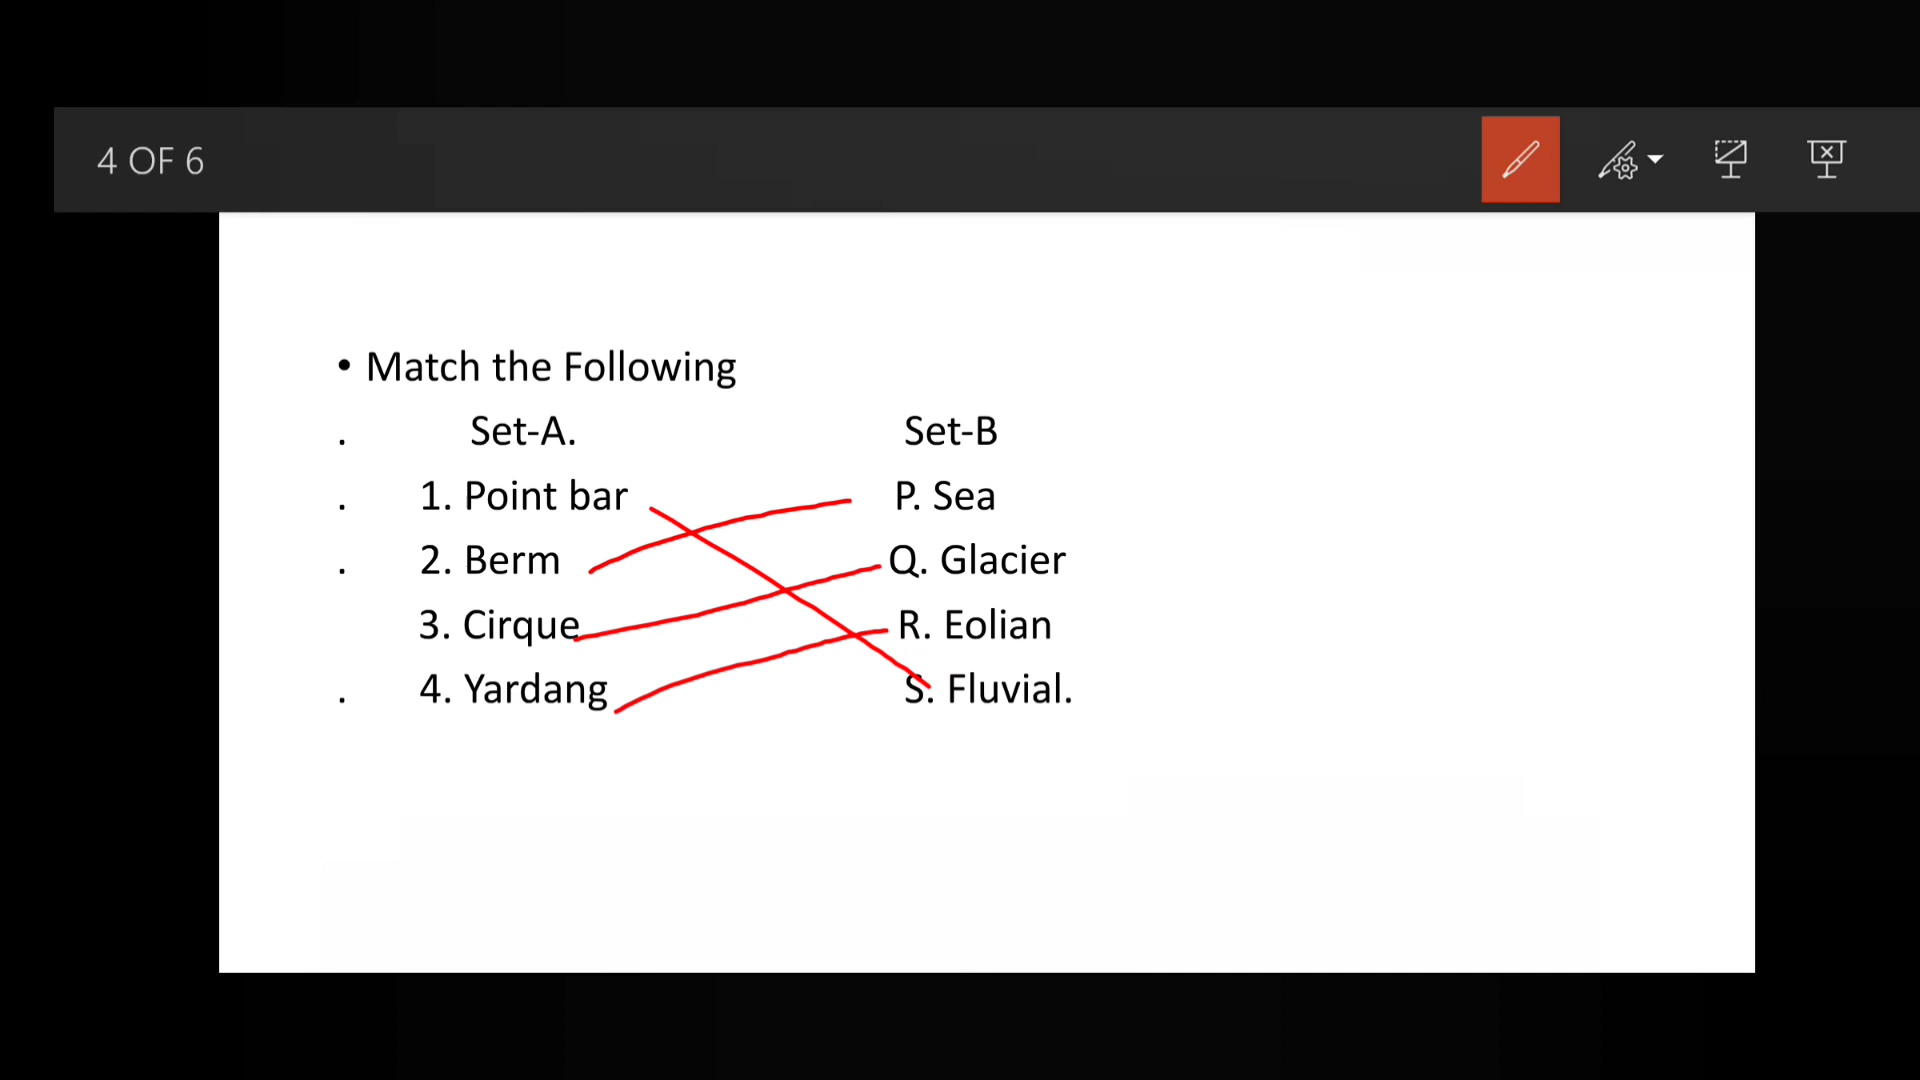 4 OF 6
• Match the Following
. Set-A. Set-B
. 1. Point bar P. Sea
. 2. Berm Q. Glacier
3. Cirque R. Eolian
. 4. Yardang S. Fluvial.